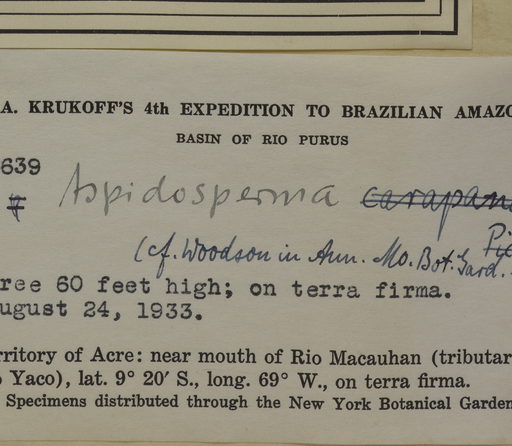 A. KRUKOFF'S 4th EXPEDITION TO BRAZILIAN AMAZO
BASIN OF RIO PURUS
639
Aspidosperma carapan
(cf. Woodson in Ann. Mo. Bot. Gard.
ree 60 feet high; on terra firma.
ugust 24, 1933.
rritory of Acre: near mouth of Rio Macauhan (tributar
Yaco), lat. 9° 20′ S., long. 69° W., on terra firma.
Specimens distributed through the New York Botanical Garden